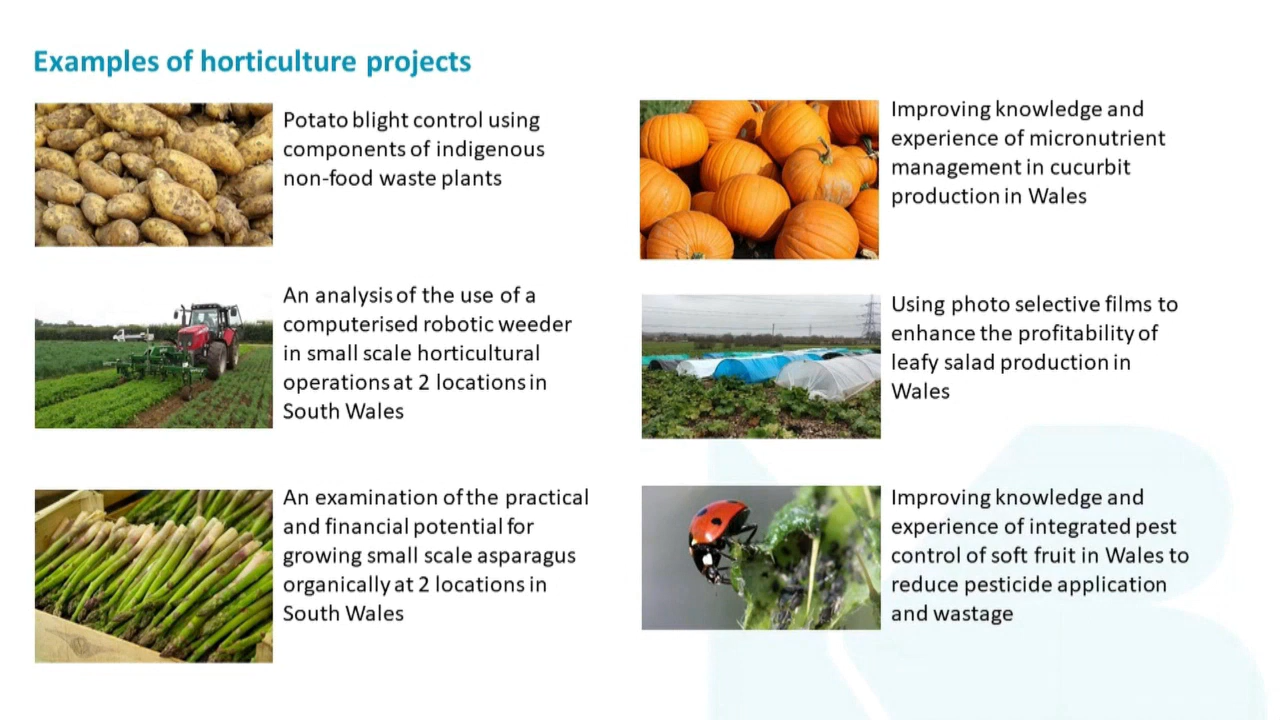 Examples of horticulture projects
Potato blight control using
components of indigenous
non-food waste plants
An analysis of the use of a
computerised robotic weeder
in small scale horticultural
operations at 2 locations in
South Wales
An examination of the practical
and financial potential for
growing small scale asparagus
organically at 2 locations in
South Wales
Improving knowledge and
experience of micronutrient
management in cucurbit
production in Wales
Using photo selective films to
enhance the profitability of
leafy salad production in
Wales
Improving knowledge and
experience of integrated pest
control of soft fruit in Wales to
reduce pesticide application
and wastage